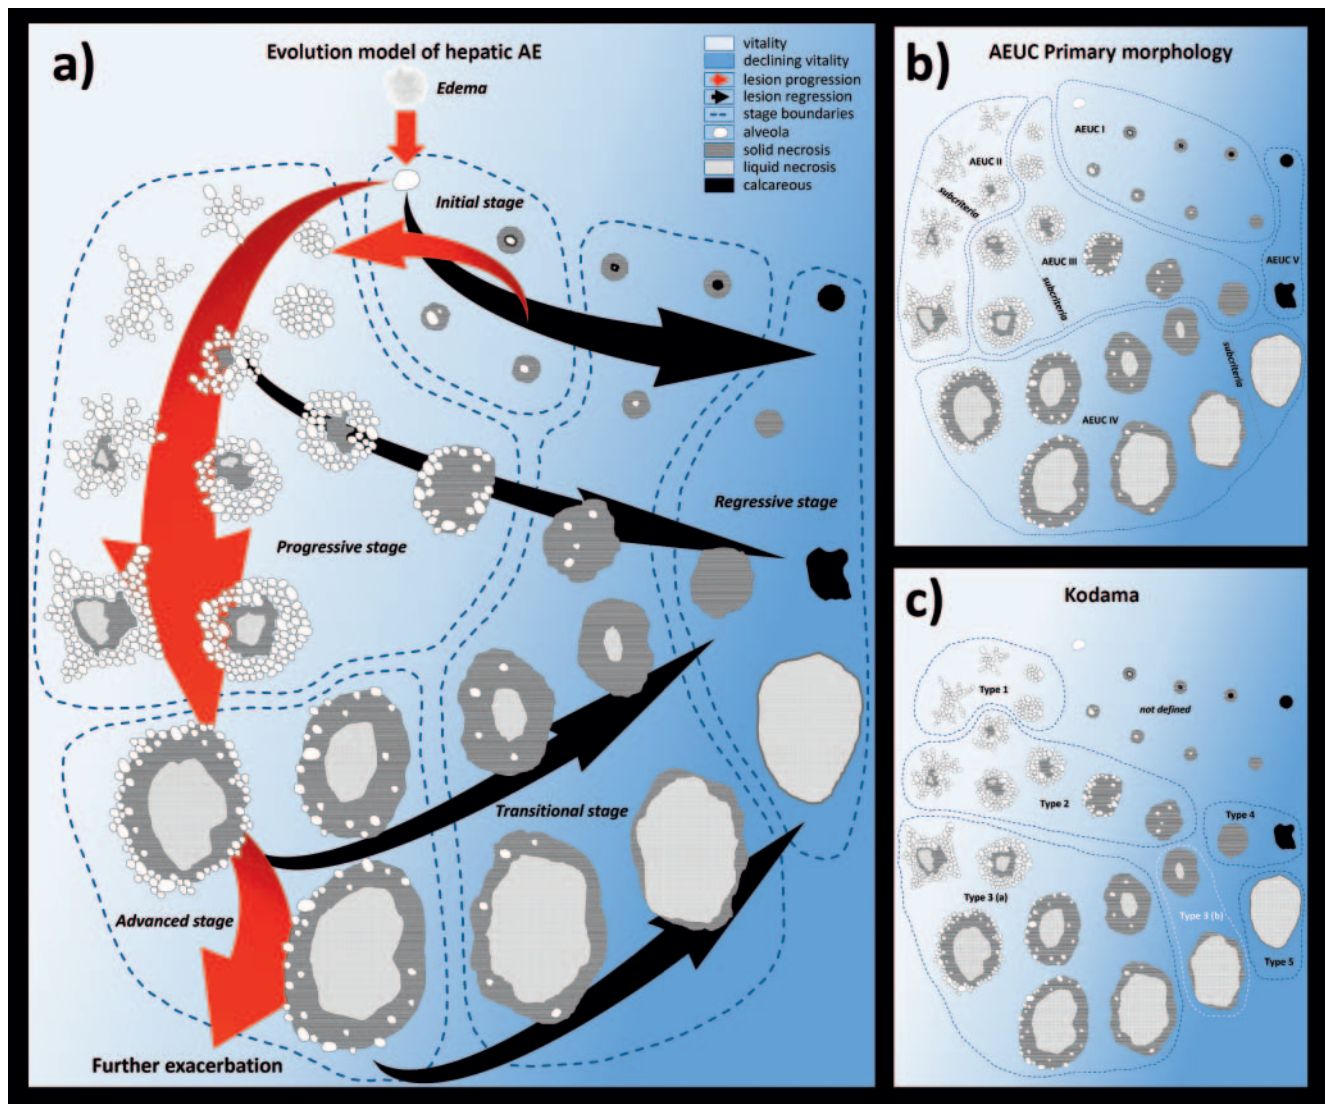 a)
Evolution model of hepatic AE
Edema
vitality
declining vitality
lesion progression
lesion regression
stage boundaries
alveola
solid necrosis
liquid necrosis
calcareous
Initial stage
Progressive stage
Regressive stage
Transitional stage
Advanced stage
Further exacerbation
b)
AEUC Primary morphology
AEUC I
AEUC II
subcriteria
AEUC III
subcriteria
AEUC V
subcriteria
AEUC IV
c)
Kodama
Type 1
not defined
Type 2
Type 4
Type 3 (a)
Type 3 (b)
Type 5